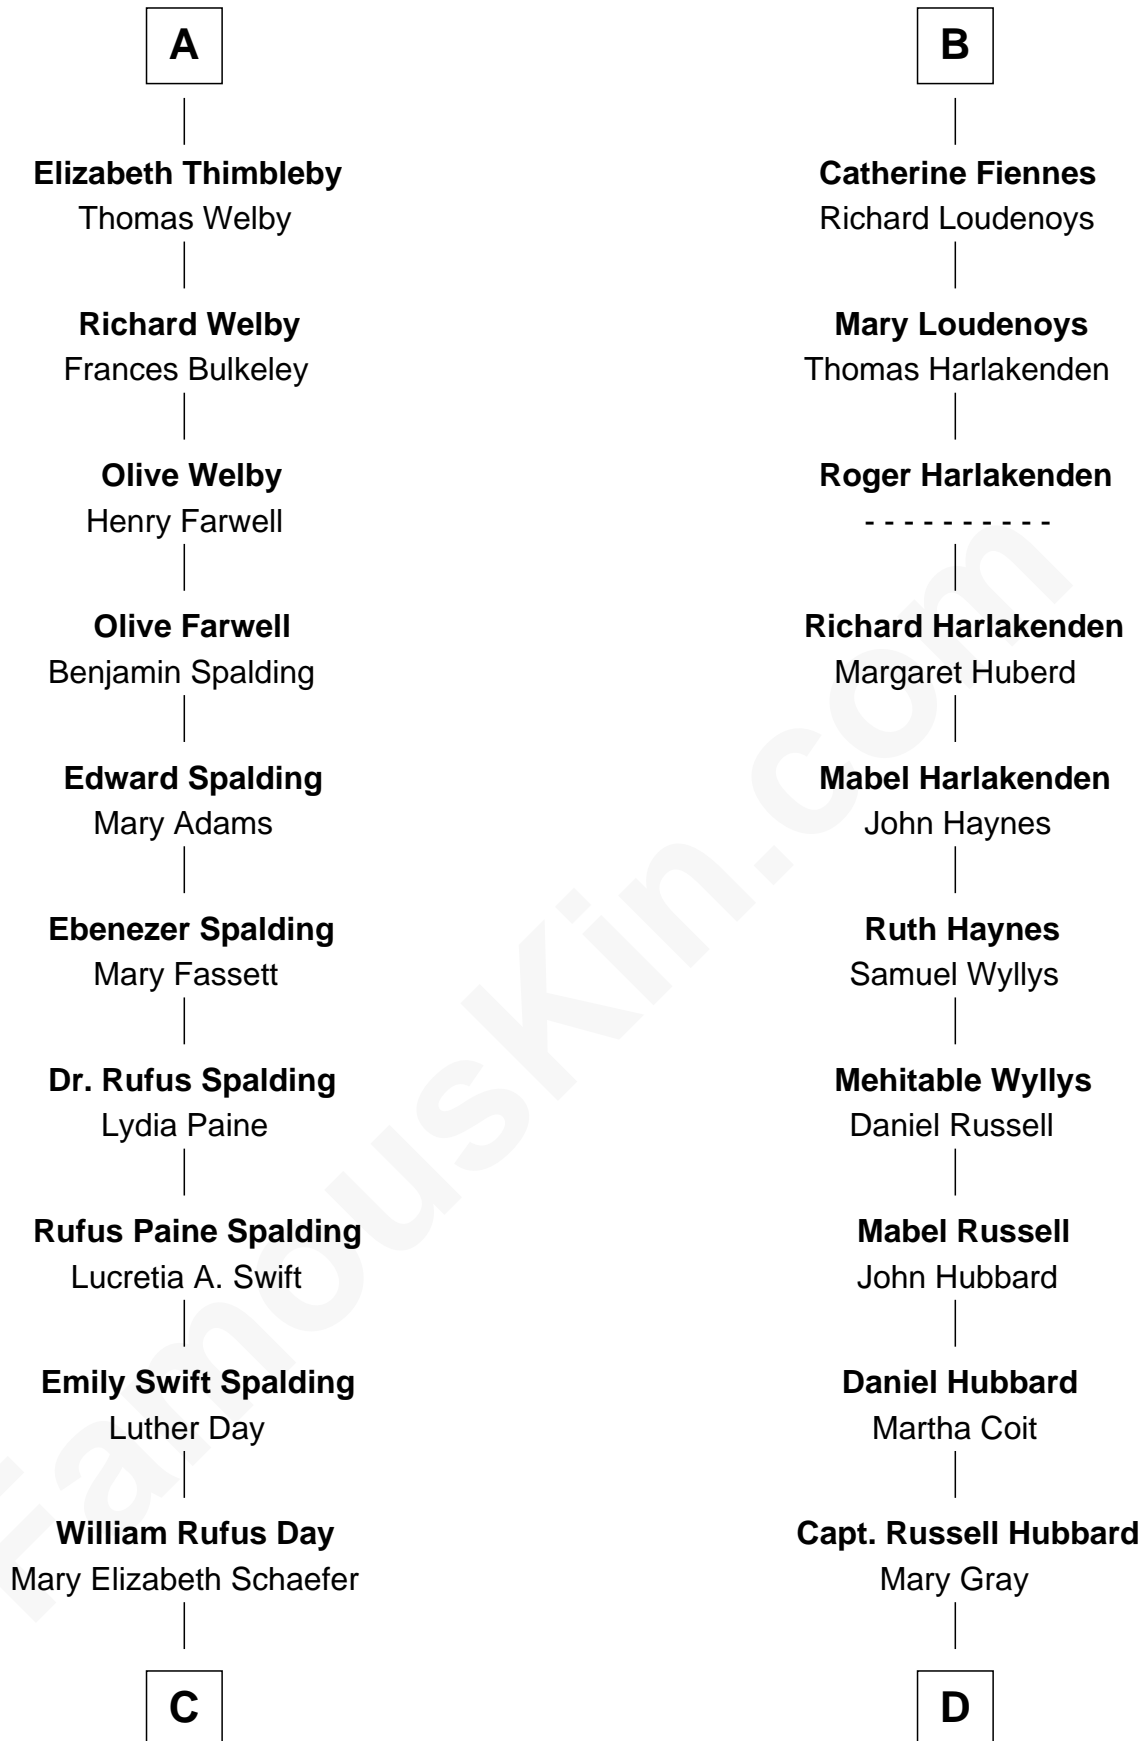 A
Elizabeth Thimbleby
Thomas Welby
Richard Welby
Frances Bulkeley
Olive Welby
Henry Farwell
Olive Farwell
Benjamin Spalding
Edward Spalding
Mary Adams
Ebenezer Spalding
Mary Fassett
Dr. Rufus Spalding
Lydia Paine
Rufus Paine Spalding
Lucretia A. Swift
Emily Swift Spalding
Luther Day
William Rufus Day
Mary Elizabeth Schaefer
C
B
Catherine Fiennes
Richard Loudenoys
Mary Loudenoys
Thomas Harlakenden
Roger Harlakenden
- - - - - - - - - -
Richard Harlakenden
Margaret Huberd
Mabel Harlakenden
John Haynes
Ruth Haynes
Samuel Wyllys
Mehitable Wyllys
Daniel Russell
Mabel Russell
John Hubbard
Daniel Hubbard
Martha Coit
Capt. Russell Hubbard
Mary Gray
D
FamousKin.com